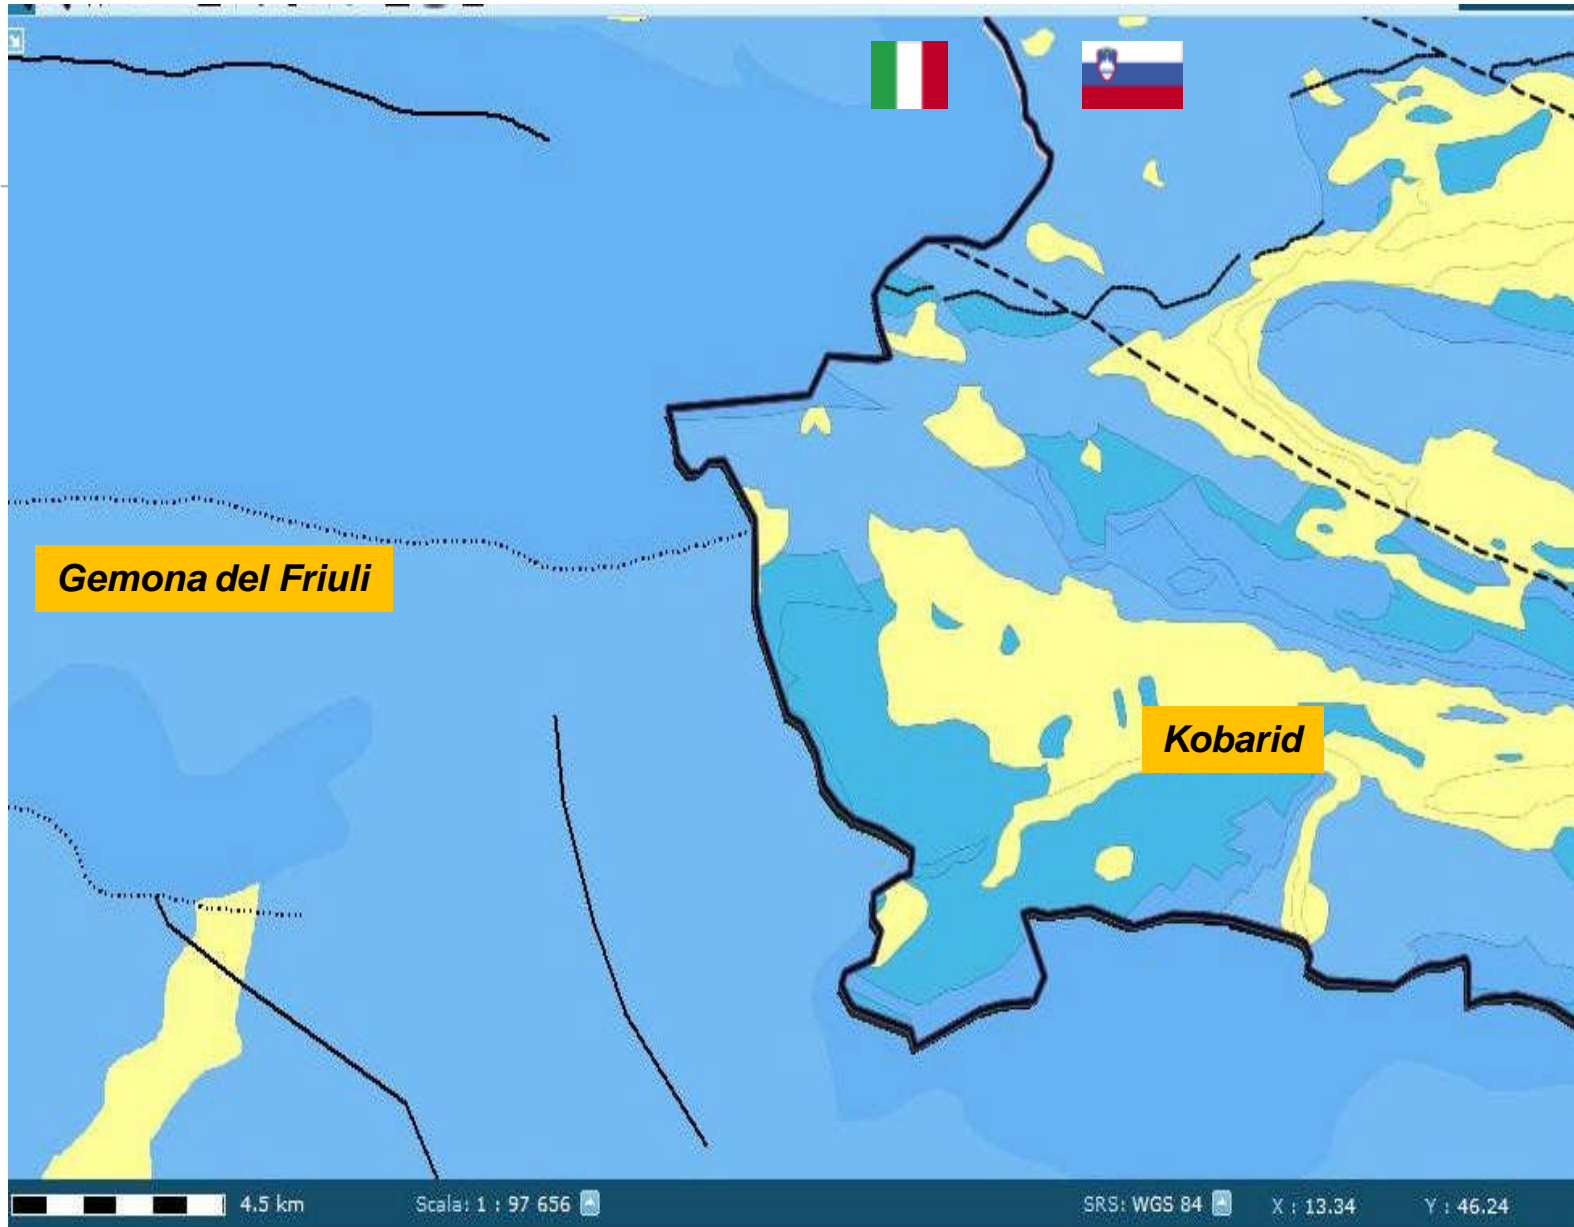 Gemona del Friuli
Kobarid
4.5 km
Scala: 1 : 97 656
SRS: WGS 84
X : 13.34
Y : 46.24